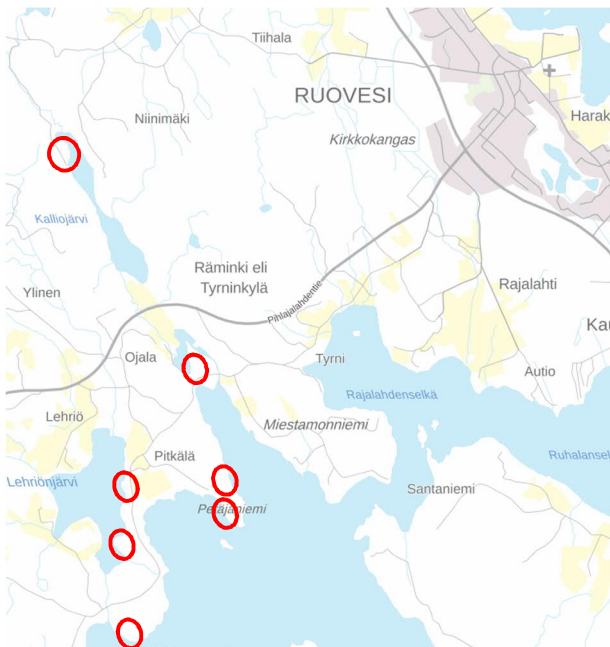 Tiihala
RUOVESI
Niinimäki
Harak
Kirkkokangas
Kalliojärvi
Räminki eli
Tyrninkylä
Ylinen
Rajalahti
Pihlajalahdentie
Kau
Ojala
Tyrni
Autio
Rajalahdenselkä
Lehriö
Miestamonniemi
Pitkälä
Ruhalansel
Lehriönjärvi
Santaniemi
Pelajaniemi